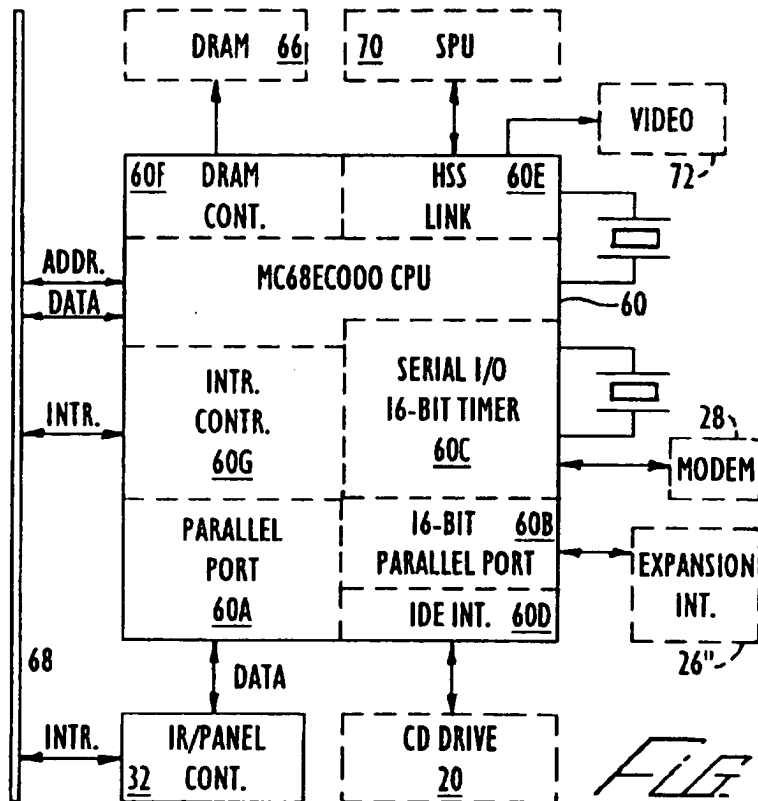 DRAM 66
70 SPU
VIDEO
72
60F DRAM CONT.
HSS LINK 60E
ADDR.
DATA
MC68EC000 CPU
60
INTR.
INTR. CONTR. 60G
SERIAL I/O
16-BIT TIMER
60C
28
MODEM
PARALLEL PORT 60A
16-BIT 60B
PARALLEL PORT
EXPANSION INT.
26"
IDE INT. 60D
68
DATA
INTR.
IR/PANEL
32 CONT.
CD DRIVE
20
FIG